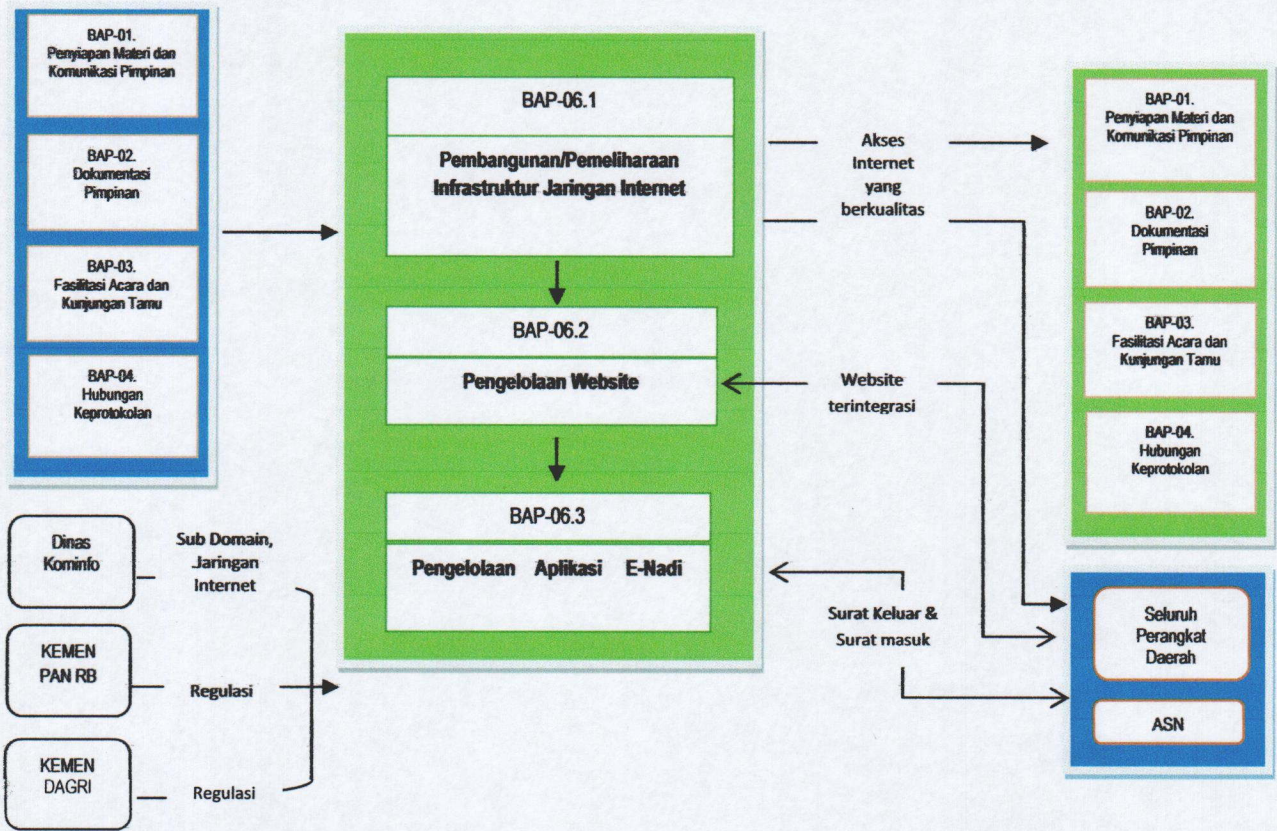 BAP-01.
Penyiapan Materi dan
Komunikasi Pimpinan
BAP-02.
Dokumentasi
Pimpinan
BAP-03.
Fasilitasi Acara dan
Kunjungan Tamu
BAP-04.
Hubungan
Keprotokolan
Dinas
Kominfo
Sub Domain,
Jaringan
Internet
KEMEN
PAN RB
Regulasi
KEMEN
DAGRI
Regulasi
BAP-06.1
Pembangunan/Pemeliharaan
Infrastruktur Jaringan Internet
BAP-06.2
Pengelolaan Website
BAP-06.3
Pengelolaan Aplikasi E-Nadi
Akses
Internet
yang
berkualitas
Website
terintegrasi
Surat Keluar &
Surat masuk
BAP-01.
Penyiapan Materi dan
Komunikasi Pimpinan
BAP-02.
Dokumentasi
Pimpinan
BAP-03.
Fasilitasi Acara dan
Kunjungan Tamu
BAP-04.
Hubungan
Keprotokolan
Seluruh
Perangkat
Daerah
ASN